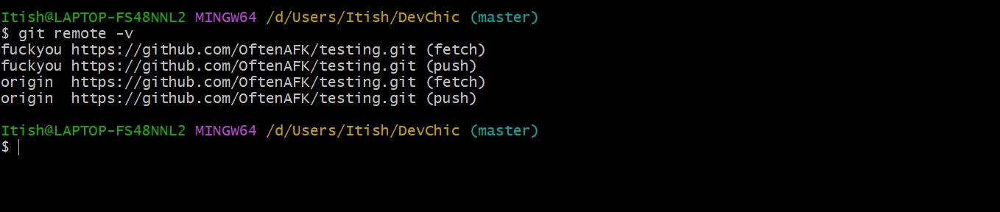 Itish@LAPTOP-FS48NNL2 MINGW64 /d/Users/Itish/DevChic (master)
$ git remote -v
fuckyou https://github.com/OftenAFK/testing.git (fetch)
fuckyou https://github.com/OftenAFK/testing.git (push)
origin  https://github.com/OftenAFK/testing.git (fetch)
origin  https://github.com/OftenAFK/testing.git (push)
Itish@LAPTOP-FS48NNL2 MINGW64 /d/Users/Itish/DevChic (master)
$